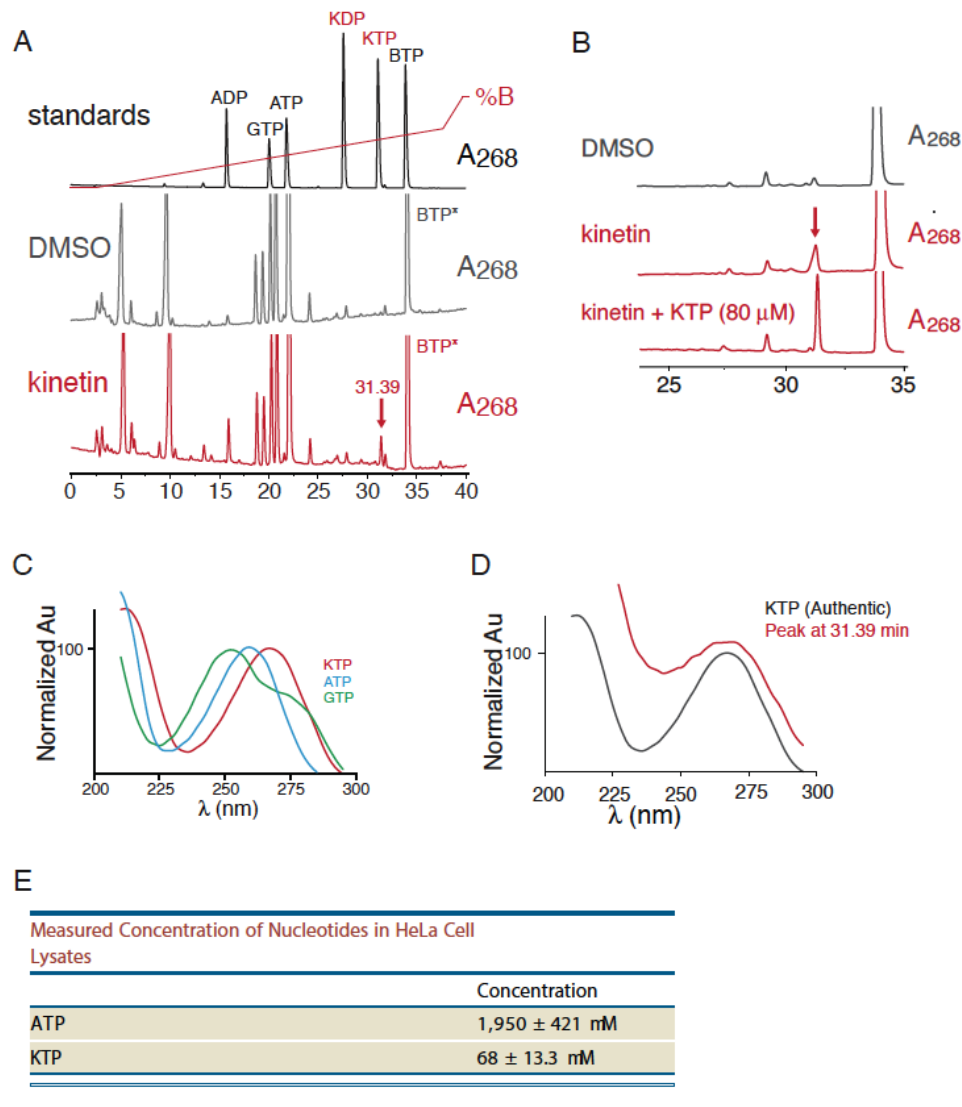 A
KDP
KTP
BTP
ADP
ATP
GTP
%B
standards
A268
BTP*
DMSO
A268
BTP*
kinetin
31.39
A268
0 5 10 15 20 25 30 35 40
B
DMSO
A268
kinetin
A268
kinetin + KTP (80 µM)
A268
25 30 35
C
Normalized Au
100
KTP
ATP
GTP
200 225 250 275 300
λ (nm)
D
Normalized Au
100
KTP (Authentic)
Peak at 31.39 min
200 225 250 275 300
λ (nm)
E
Measured Concentration of Nucleotides in HeLa Cell
Lysates
Concentration
ATP 1,950 ± 421 mM
KTP 68 ± 13.3 mM